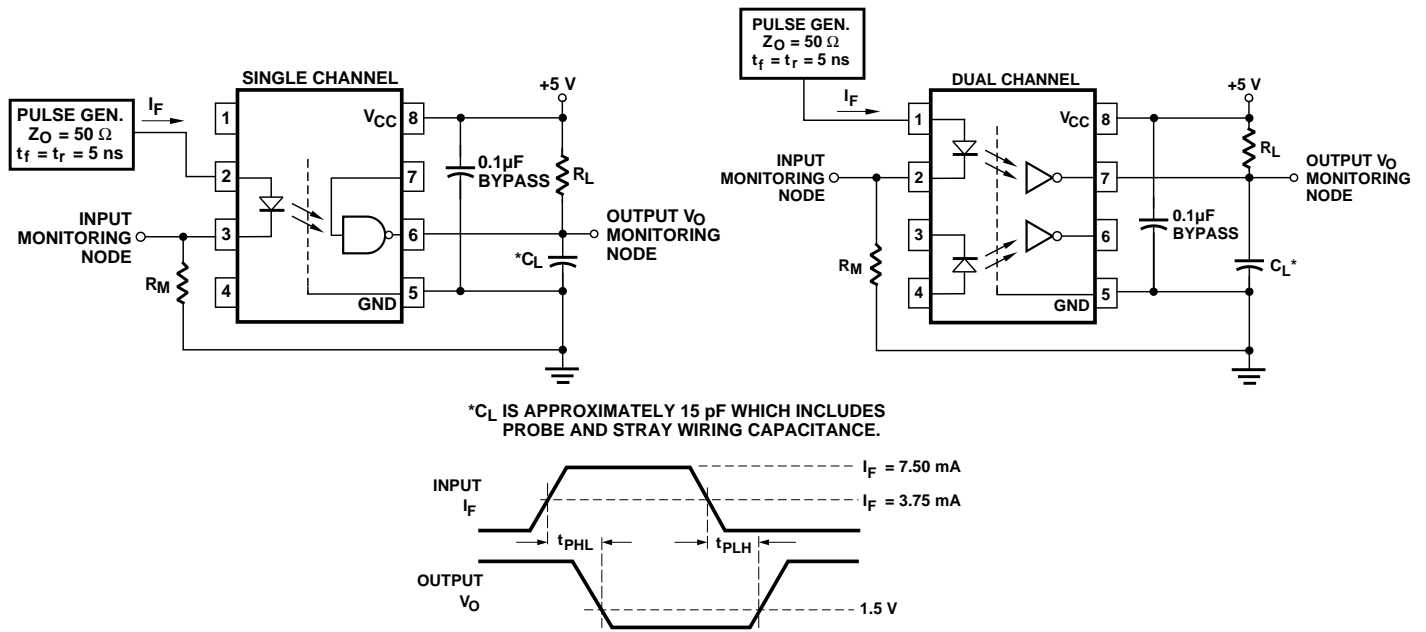 PULSE GEN.
ZO = 50 Ω
tf = tr = 5 ns
SINGLE CHANNEL
IF
+5 V
1
2
3
4
VCC
8
7
6
5
GND
0.1µF
BYPASS
RL
*CL
INPUT
MONITORING
NODE
RM
OUTPUT VO
MONITORING
NODE
PULSE GEN.
ZO = 50 Ω
tf = tr = 5 ns
DUAL CHANNEL
IF
+5 V
1
2
3
4
VCC
8
7
6
5
GND
RL
0.1µF
BYPASS
CL*
INPUT
MONITORING
NODE
RM
OUTPUT VO
MONITORING
NODE
*CL IS APPROXIMATELY 15 pF WHICH INCLUDES
PROBE AND STRAY WIRING CAPACITANCE.
INPUT
IF
IF = 7.50 mA
IF = 3.75 mA
tPHL
tPLH
OUTPUT
VO
1.5 V